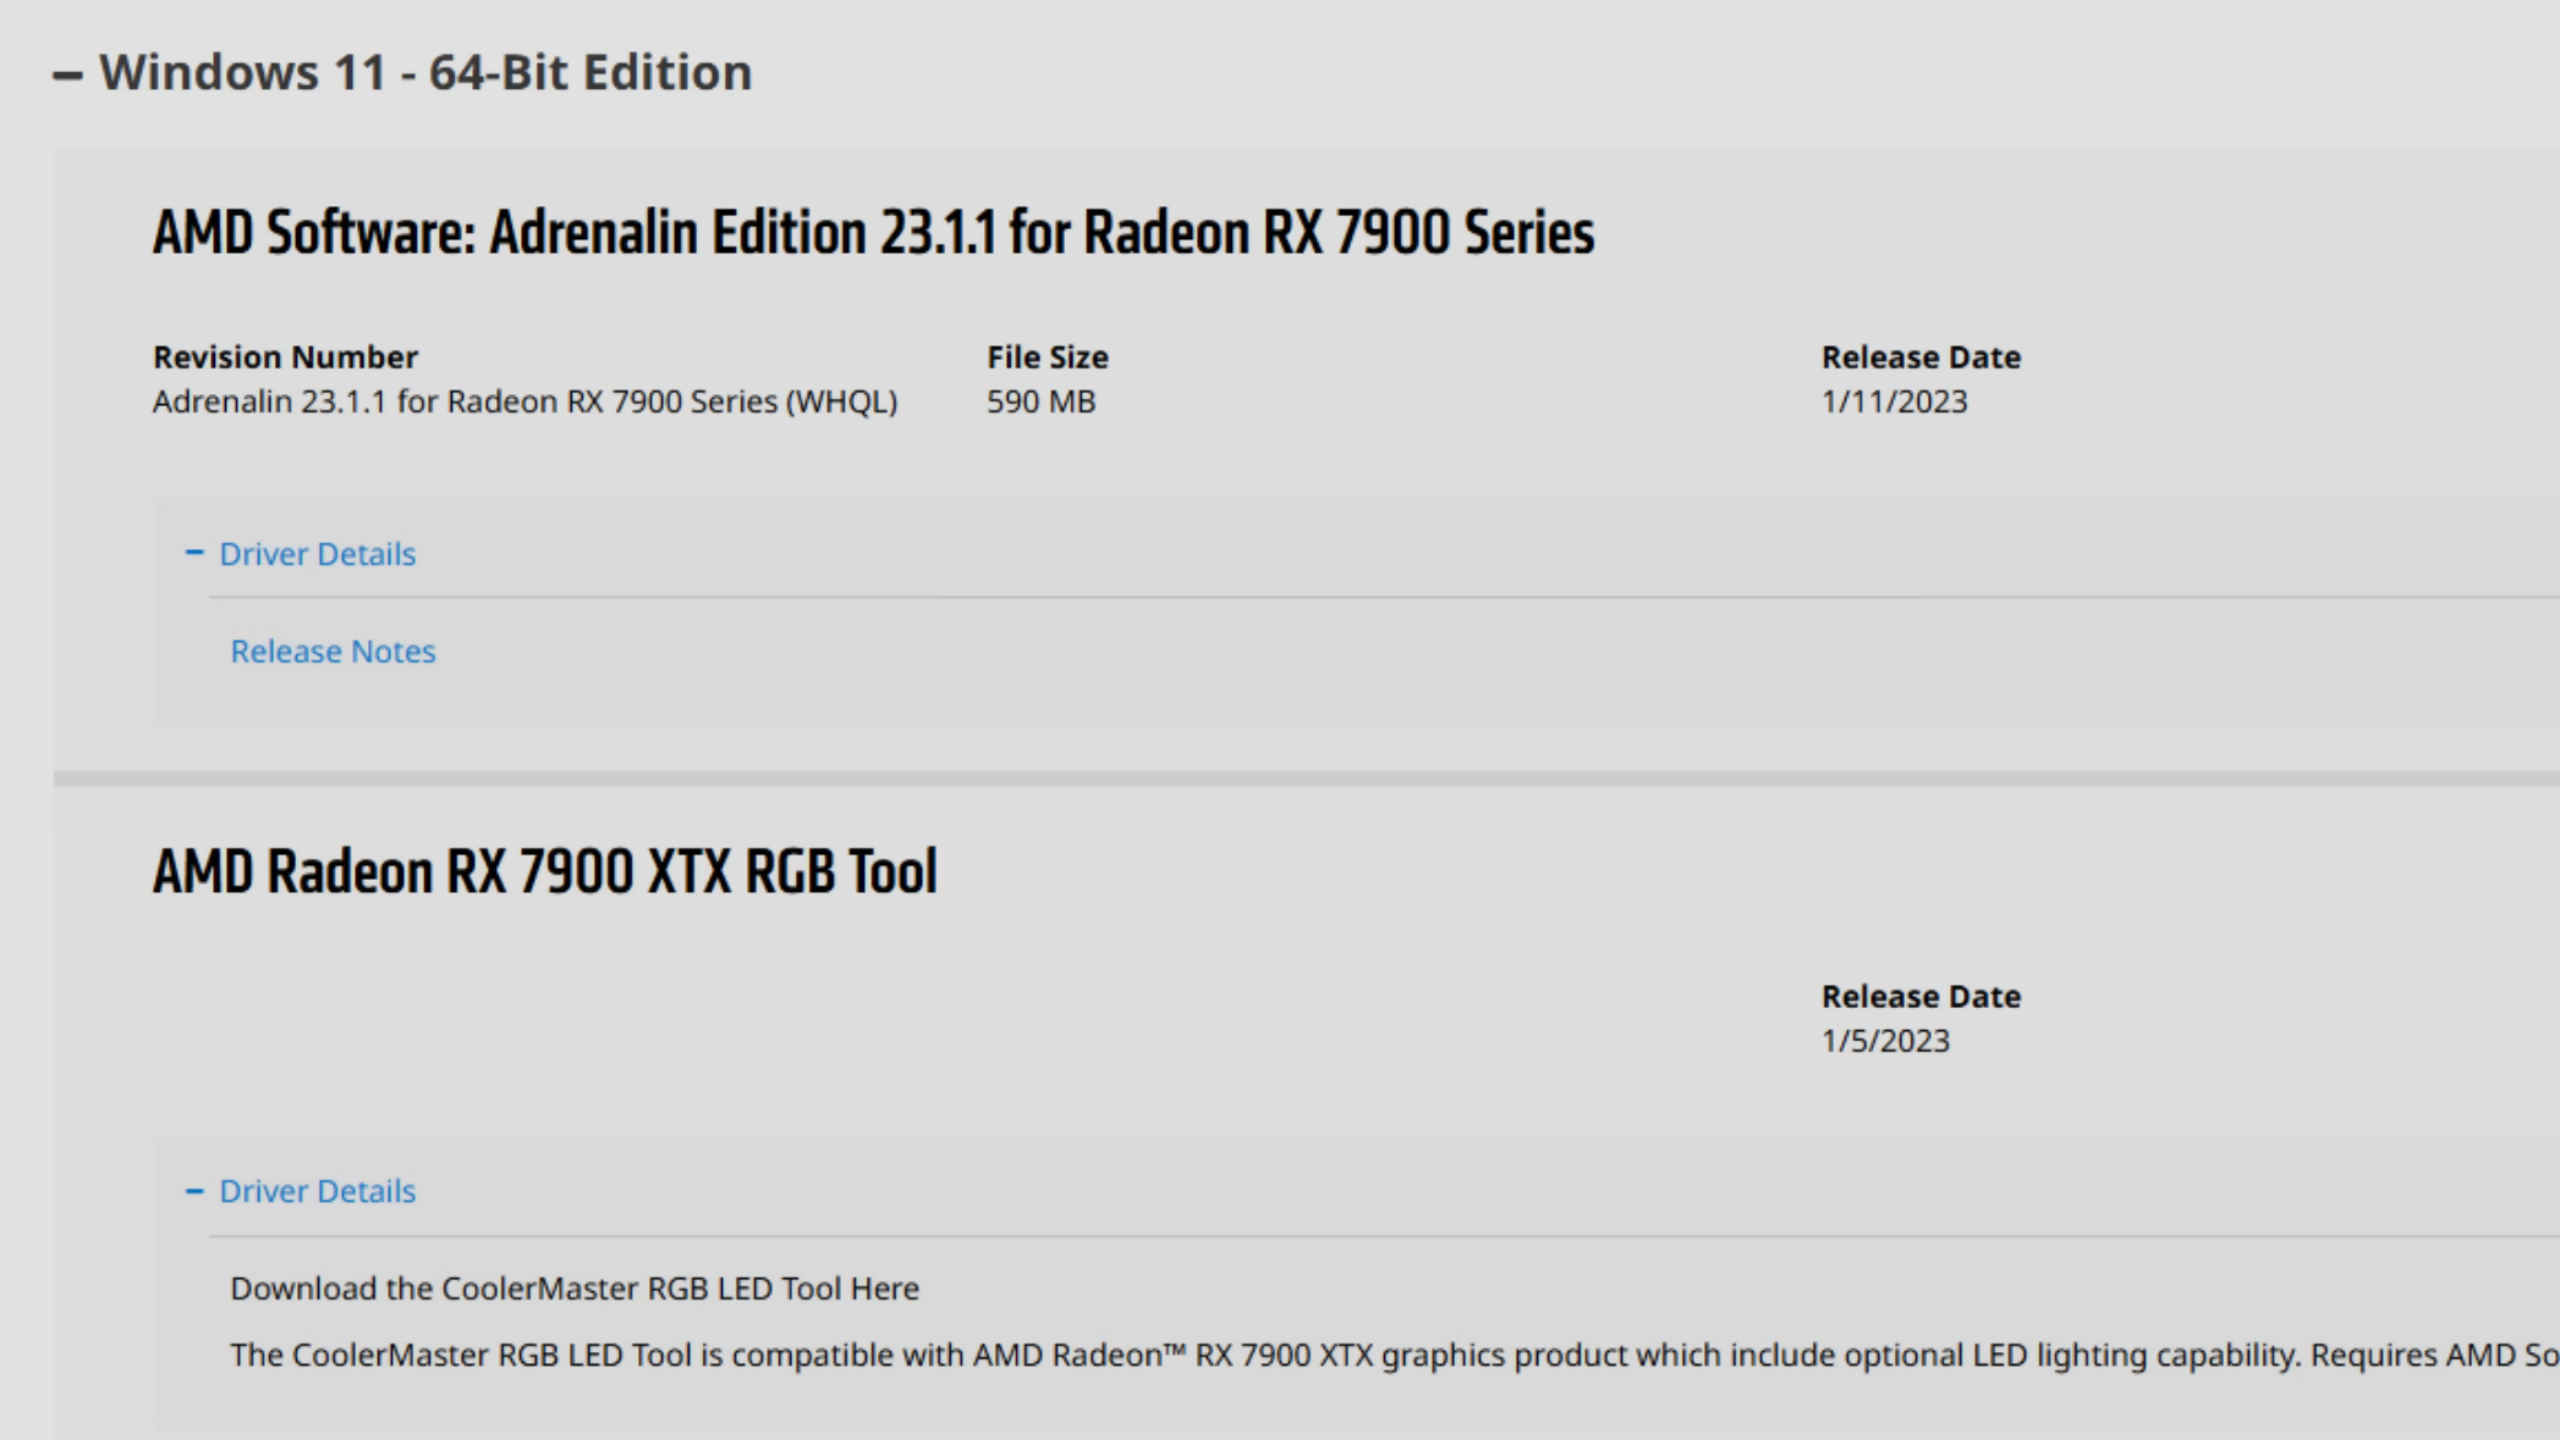 Windows 11 - 64-Bit Edition
AMD Software: Adrenalin Edition 23.1.1 for Radeon RX 7900 Series
Revision Number
Adrenalin 23.1.1 for Radeon RX 7900 Series (WHQL)
File Size
590 MB
Release Date
1/11/2023
Driver Details
Release Notes
AMD Radeon RX 7900 XTX RGB Tool
Release Date
1/5/2023
Driver Details
Download the CoolerMaster RGB LED Tool Here
The CoolerMaster RGB LED Tool is compatible with AMD Radeon™ RX 7900 XTX graphics product which include optional LED lighting capability. Requires AMD So